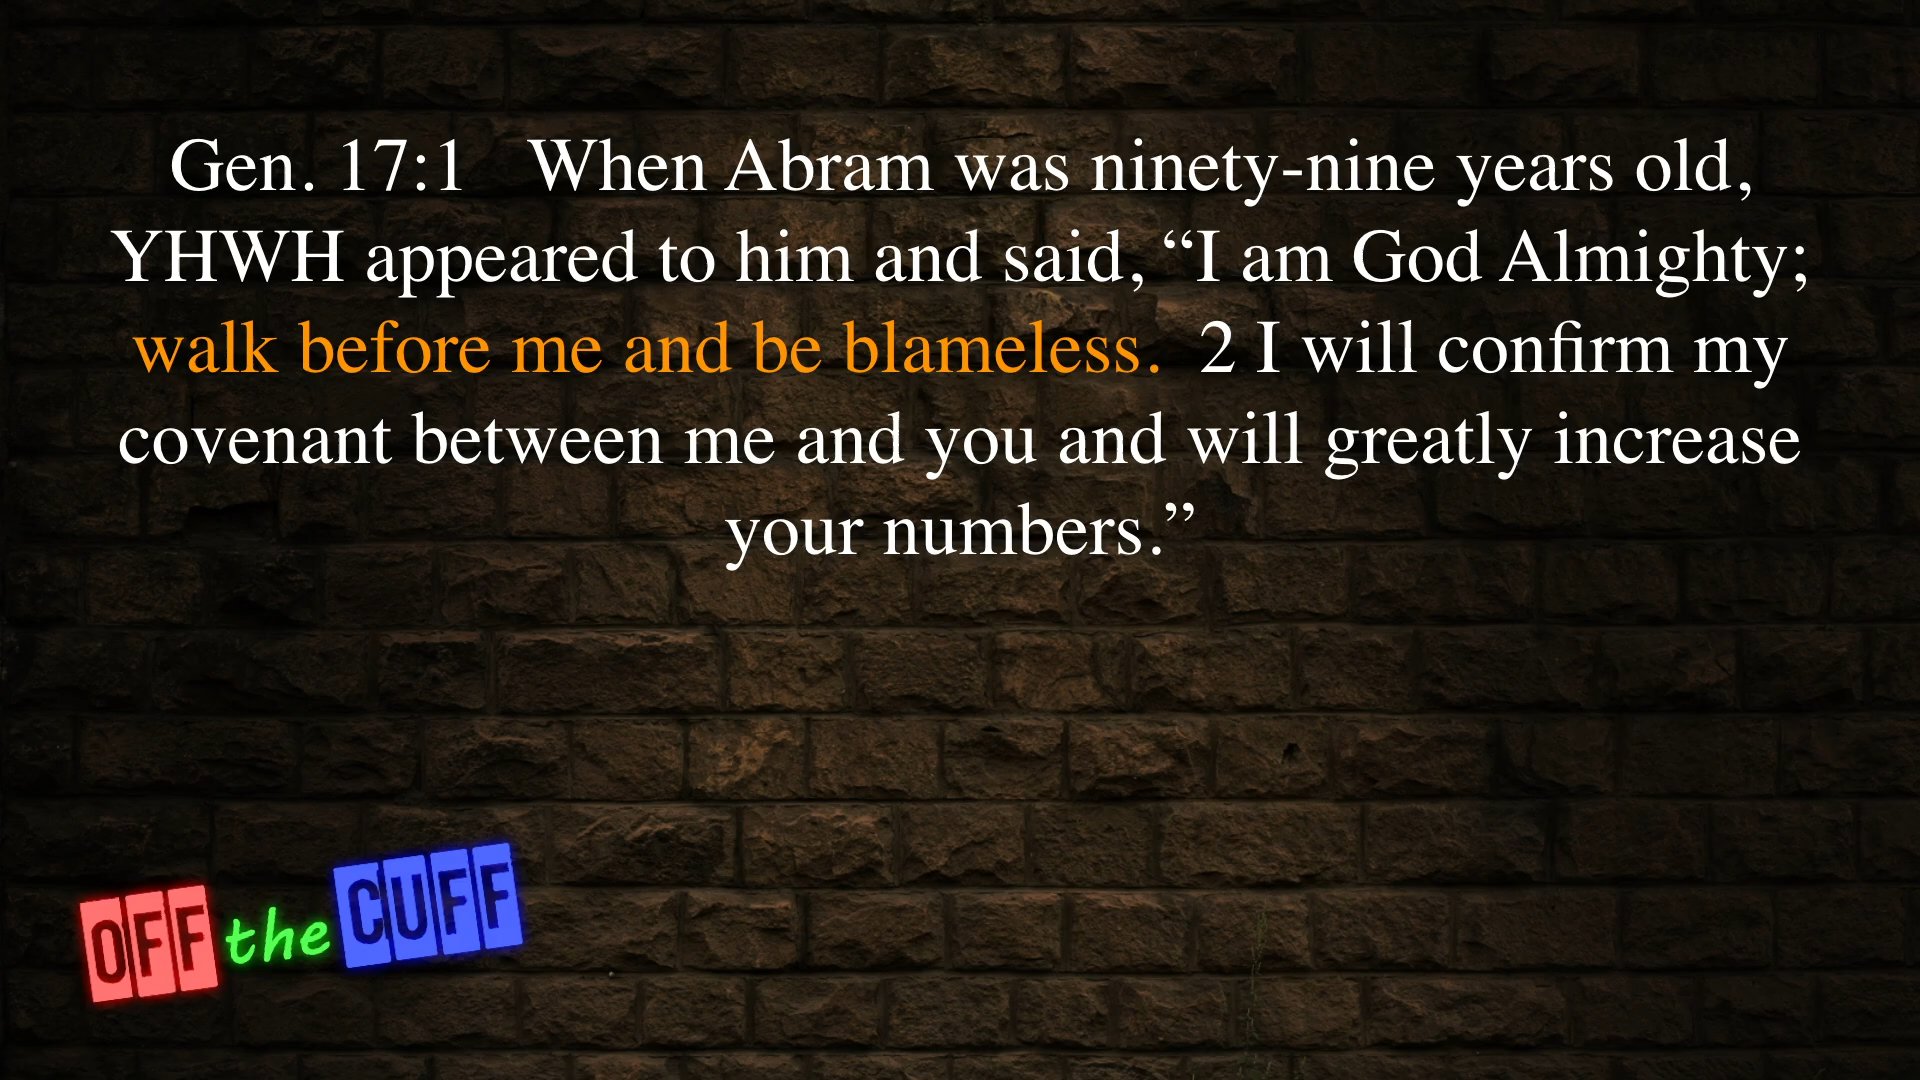 Gen. 17:1   When Abram was ninety-nine years old,
YHWH appeared to him and said, “I am God Almighty;
walk before me and be blameless.  2 I will confirm my
covenant between me and you and will greatly increase
your numbers.”
OFF the CUFF